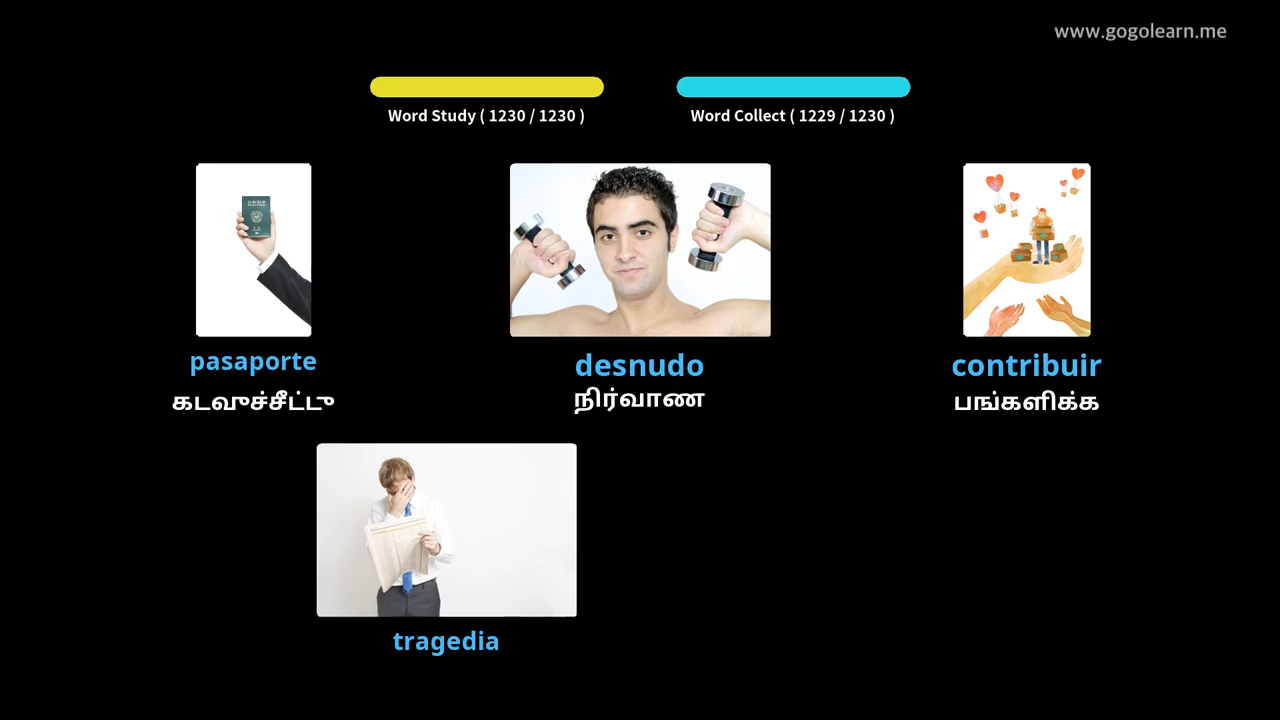 www.gogolearn.me
Word Study ( 1230 / 1230 )
Word Collect ( 1229 / 1230 )
pasaporte
desnudo
contribuir
கடவுச்சீட்டு
நிர்வாண
பங்களிக்க
tragedia